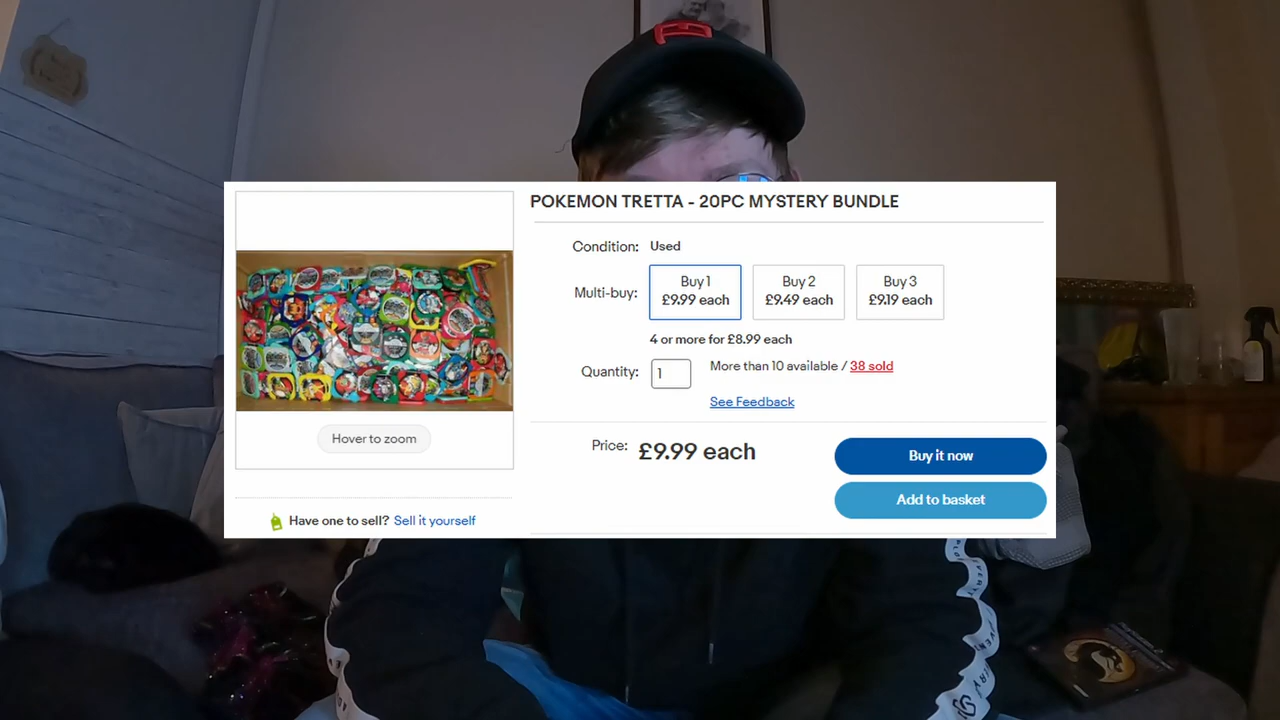 POKEMON TRETTA - 20PC MYSTERY BUNDLE
Condition: Used
Multi-buy:
Buy 1
£9.99 each
Buy 2
£9.49 each
Buy 3
£9.19 each
4 or more for £8.99 each
Quantity: 1
More than 10 available / 38 sold
See Feedback
Price: £9.99 each
Buy it now
Add to basket
Hover to zoom
Have one to sell? Sell it yourself